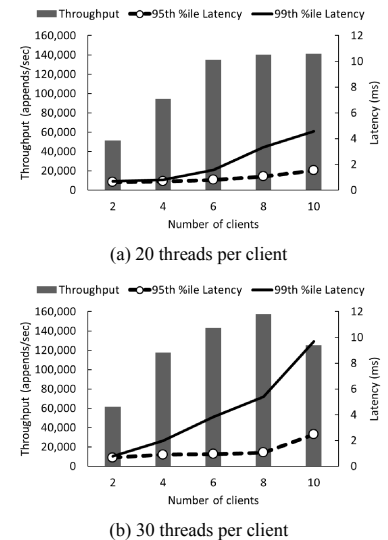 Throughput 95th %ile Latency 99th %ile Latency
160,000 12
140,000
120,000 10
100,000 8
80,000 6
60,000 4
40,000
20,000 2
0 0
Throughput (appends/sec)
Latency (ms)
2 4 6 8 10
Number of clients
(a) 20 threads per client
Throughput 95th %ile Latency 99th %ile Latency
160,000 12
140,000
120,000 10
100,000 8
80,000 6
60,000 4
40,000
20,000 2
0 0
Throughput (appends/sec)
Latency (ms)
2 4 6 8 10
Number of clients
(b) 30 threads per client